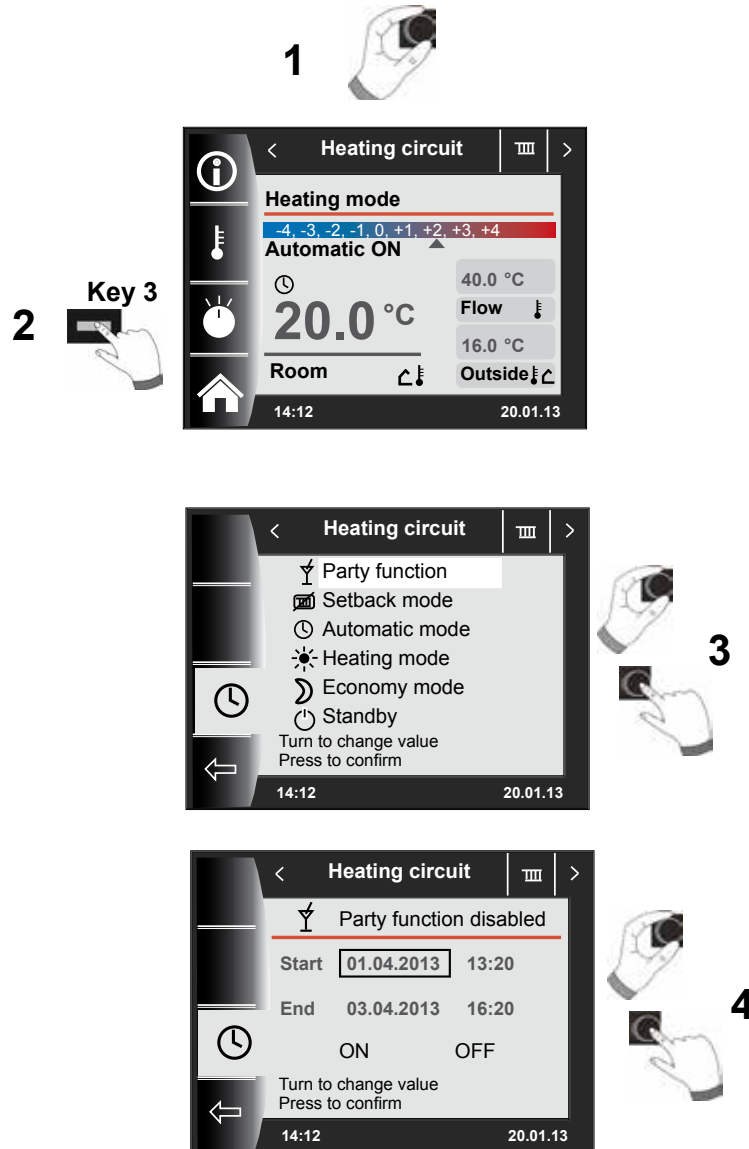 1
< Heating circuit >
Heating mode
-4, -3, -2, -1, 0, +1, +2, +3, +4
Automatic ON
40.0 °C
20.0 °C
Flow
16.0 °C
Room
Outside
14:12 20.01.13
Key 3
2
< Heating circuit >
Party function
Setback mode
Automatic mode
Heating mode
Economy mode
Standby
Turn to change value
Press to confirm
14:12 20.01.13
3
< Heating circuit >
Party function disabled
Start 01.04.2013 13:20
End 03.04.2013 16:20
ON OFF
Turn to change value
Press to confirm
14:12 20.01.13
4